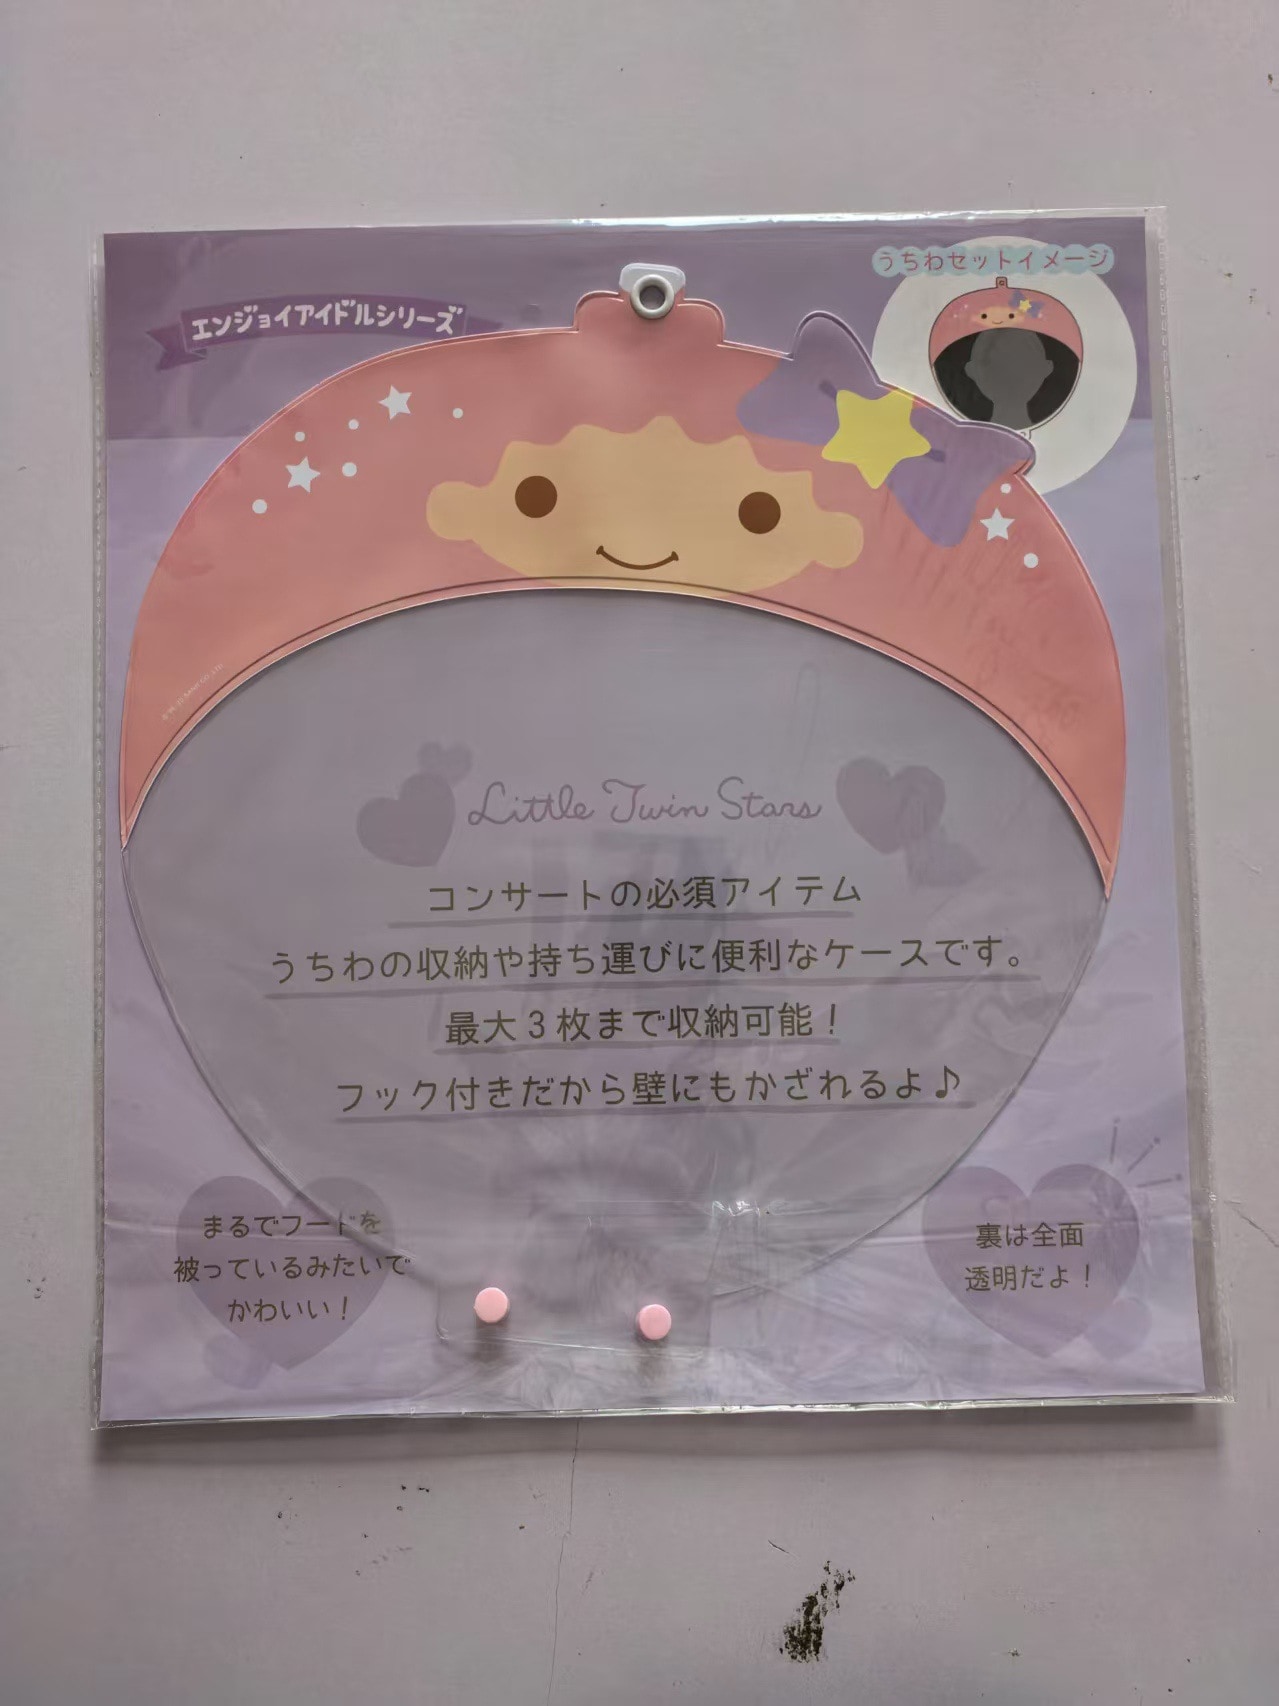 エンジョイアイドルシリーズ
うちわセットイメージ
Little Twin Stars
コンサートの必須アイテム
うちわの収納や持ち運びに便利なケースです。
最大3枚まで収納可能！
フック付きだから壁にもかざれるよ♪
まるでフードを
被っているみたいで
かわいい！
裏は全面
透明だよ！